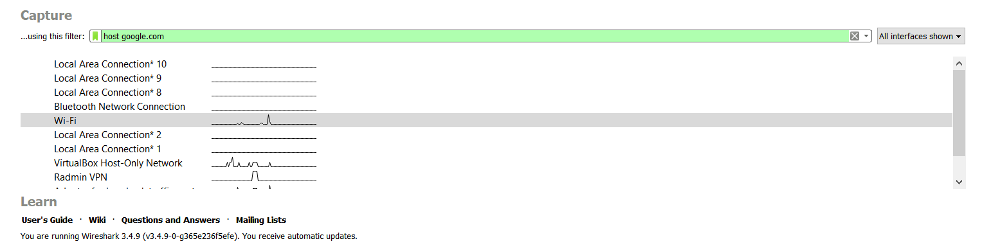 Capture
...using this filter: host google.com All interfaces shown
Local Area Connection* 10
Local Area Connection* 9
Local Area Connection* 8
Bluetooth Network Connection
Wi-Fi
Local Area Connection* 2
Local Area Connection* 1
VirtualBox Host-Only Network
Radmin VPN
Learn
User's Guide · Wiki · Questions and Answers · Mailing Lists
You are running Wireshark 3.4.9 (v3.4.9-0-g365e236f5efe). You receive automatic updates.